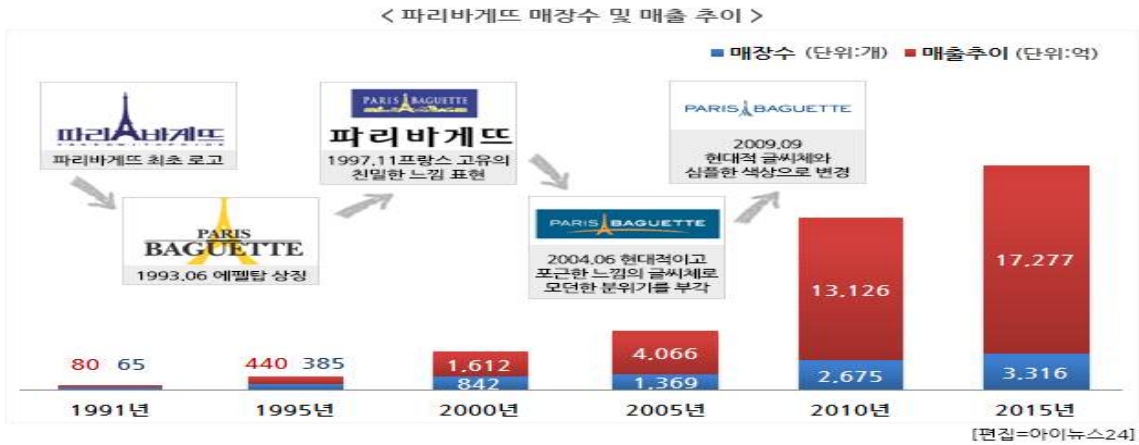 < 파리바게뜨 매장수 및 매출 추이 >
매장수 (단위:개) 매출추이 (단위:억)
파리바게뜨
파리바게뜨 최초 로고
PARIS
BAGUETTE
1993.06 에펠탑 상징
PARIS BAGUETTE
파리바게뜨
1997.11프랑스 고유의
친밀한 느낌 표현
PARIS BAGUETTE
2004.06 현대적이고
포근한 느낌의 글씨체로
모던한 분위기를 부각
PARIS BAGUETTE
2009.09
현대적 글씨체와
심플한 색상으로 변경
80 65
440 385
1,612
842
4,066
1,369
13,126
2,675
17,277
3,316
1991년 1995년 2000년 2005년 2010년 2015년
[편집=아이뉴스24]